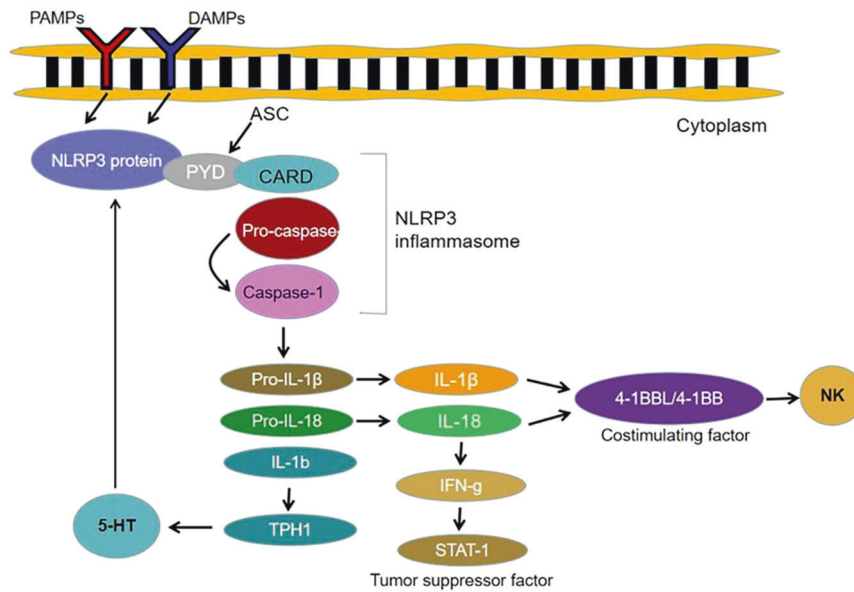 PAMPs
DAMPs
ASC
Cytoplasm
NLRP3 protein
PYD
CARD
NLRP3
inflammasome
Pro-caspase-
Caspase-1
Pro-IL-1β
IL-1β
4-1BBL/4-1BB
NK
Pro-IL-18
IL-18
Costimulating factor
IL-1b
IFN-g
5-HT
TPH1
STAT-1
Tumor suppressor factor